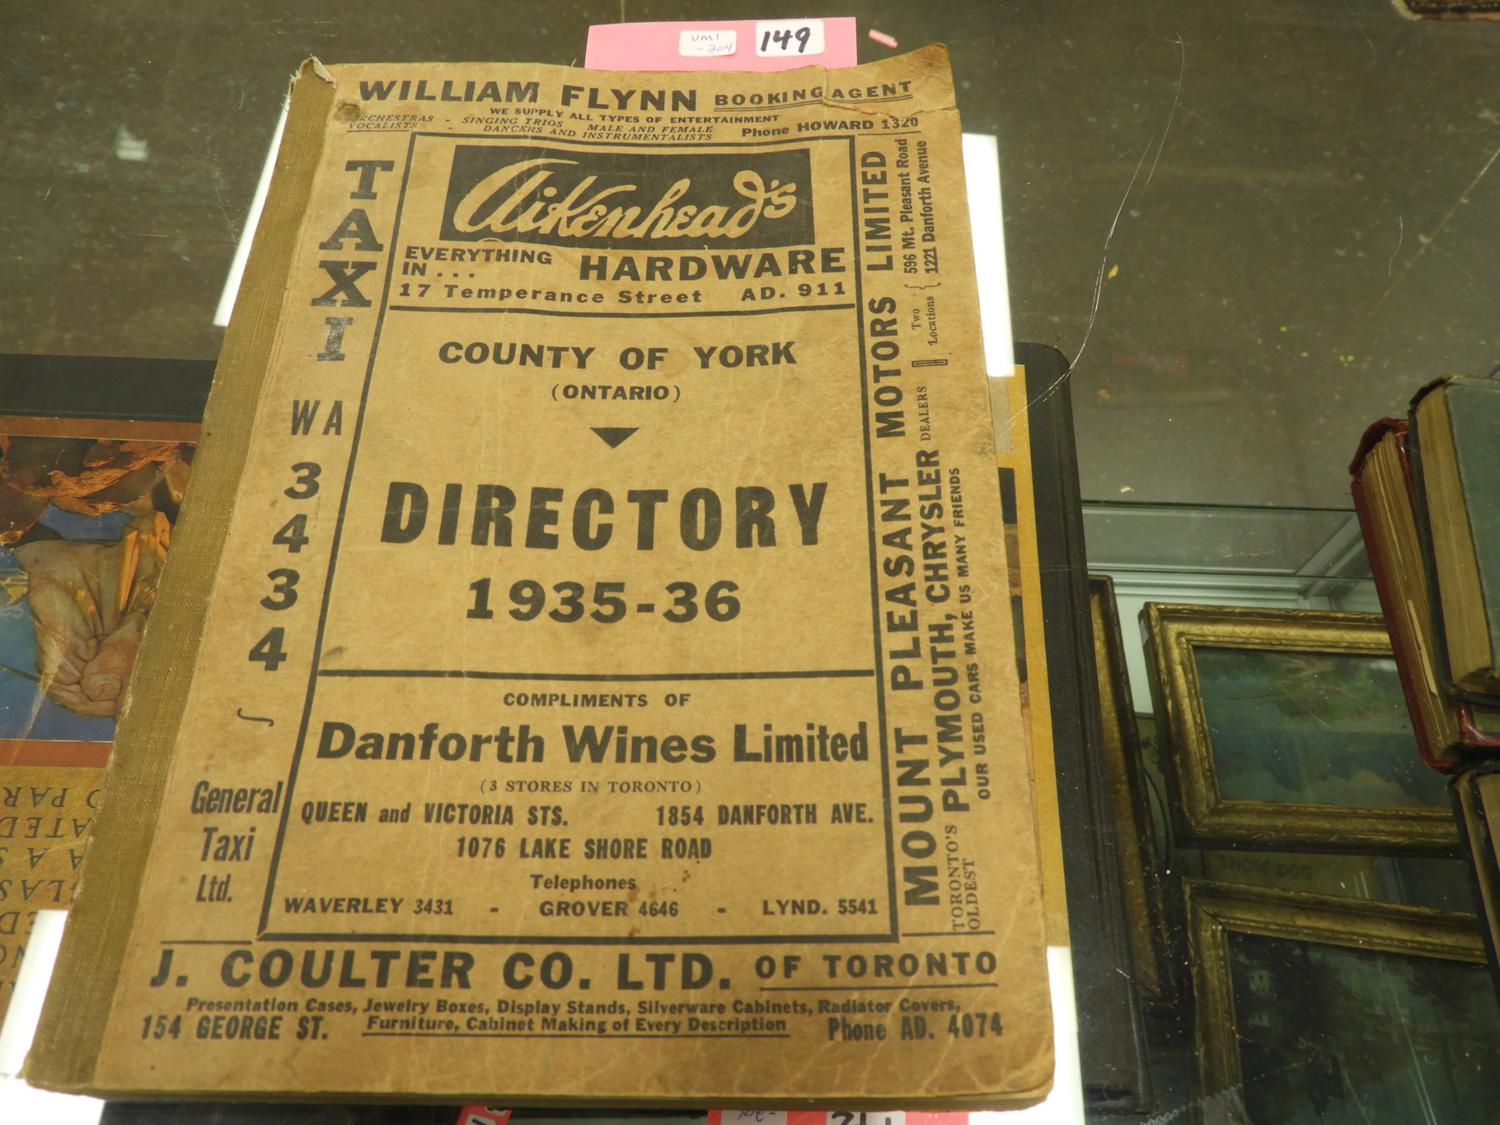 UM1
-204
149
WILLIAM FLYNN BOOKING AGENT
WE SUPPLY ALL TYPES OF ENTERTAINMENT
ORCHESTRAS - SINGING TRIOS MALE AND FEMALE
VOCALISTS - DANCERS AND INSTRUMENTALISTS
Phone HOWARD 1320
TAXI
WA
3
4
3
4
General
Taxi
Ltd.
Aikenhead's
EVERYTHING
IN . . .
HARDWARE
17 Temperance Street AD. 911
COUNTY OF YORK
(ONTARIO)
DIRECTORY
1935-36
COMPLIMENTS OF
Danforth Wines Limited
(3 STORES IN TORONTO)
QUEEN and VICTORIA STS. 1854 DANFORTH AVE.
1076 LAKE SHORE ROAD
Telephones
WAVERLEY 3431 - GROVER 4646 - LYND. 5541
MOUNT PLEASANT MOTORS LIMITED
TORONTO'S
OLDEST
PLYMOUTH, CHRYSLER DEALERS
Two
Locations
596 Mt. Pleasant Road
1221 Danforth Avenue
OUR USED CARS MAKE US MANY FRIENDS
J. COULTER CO. LTD. OF TORONTO
Presentation Cases, Jewelry Boxes, Display Stands, Silverware Cabinets, Radiator Covers,
154 GEORGE ST. Furniture, Cabinet Making of Every Description Phone AD. 4074